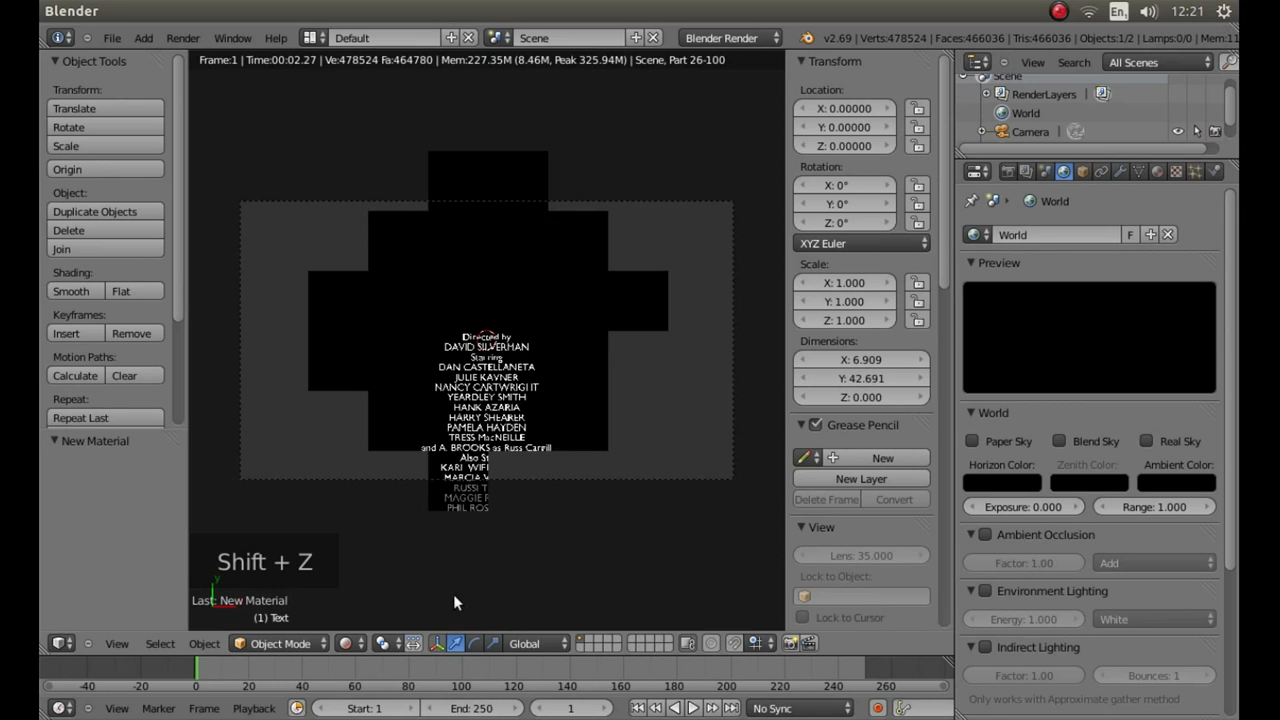 Blender
En₁
12:21
File Add Render Window Help
Default
Scene
Blender Render
v2.69 | Verts:478524 | Faces:466036 | Tris:466036 | Objects:1/2 | Lamps:0/0 |
Object Tools
Transform:
Translate
Rotate
Scale
Origin
Object:
Duplicate Objects
Delete
Join
Shading:
Smooth Flat
Keyframes:
Insert Remove
Motion Paths:
Calculate Clear
Repeat:
Repeat Last
New Material
Frame:1 | Time:00:02.27 | Ve:478524 Fa:464780 | Mem:227.35M (8.46M, Peak 325.94M) | Scene, Part 26-100
Directed by
DAVID SILVERMAN
Starring
DAN CASTELLANETA
JULIE KAVNER
NANCY CARTWRIGHT
YEARDLEY SMITH
HANK AZARIA
HARRY SHEARER
PAMELA HAYDEN
TRESS MacNEILLE
and A. BROOKS as Russ Cargill
Also St
MARCIA
RUSSI T
MAGGIE R
PHIL ROS
Shift + Z
y
Last: New Material
(1) Text
View Select Object
Object Mode
Global
-40 -20 0 20 40 60 80 100 120 140 160 180 200 220 240 260
View Marker Frame Playback
Start: 1
End: 250
1
No Sync
Transform
Location:
X: 0.00000
Y: 0.00000
Z: 0.00000
Rotation:
X: 0°
Y: 0°
Z: 0°
XYZ Euler
Scale:
X: 1.000
Y: 1.000
Z: 1.000
Dimensions:
X: 6.909
Y: 42.691
Z: 0.000
Grease Pencil
New
New Layer
Delete Frame Convert
View
Lens: 35.000
Lock to Object:
Lock to Cursor
View Search All Scenes
Scene
RenderLayers
World
Camera
World
World
F
Preview
World
Paper Sky Blend Sky Real Sky
Horizon Color: Zenith Color: Ambient Color:
Exposure: 0.000 Range: 1.000
Ambient Occlusion
Factor: 1.00 Add
Environment Lighting
Energy: 1.000 White
Indirect Lighting
Factor: 1.00 Bounces: 1
Only works with Approximate gather method